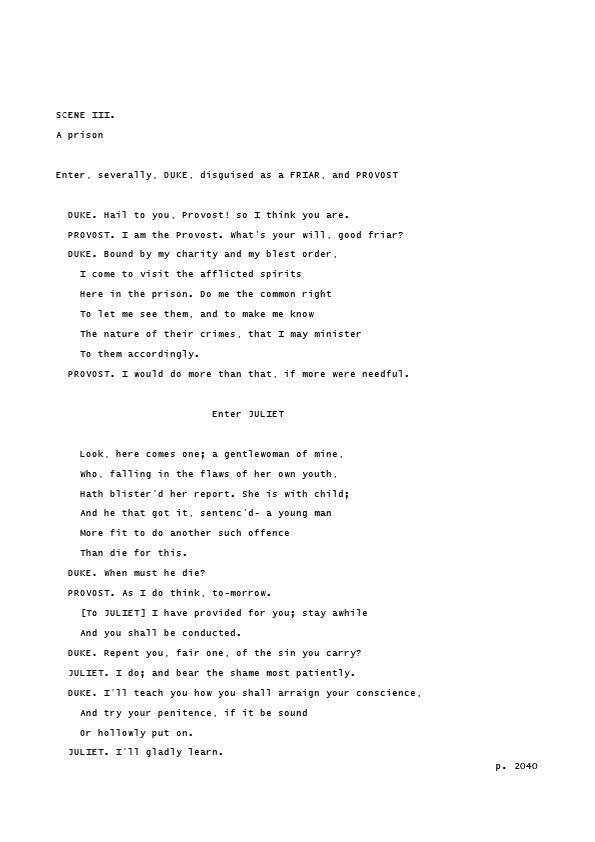 SCENE III.
A prison
Enter, severally, DUKE, disguised as a FRIAR, and PROVOST
DUKE. Hail to you, Provost! so I think you are.
PROVOST. I am the Provost. What's your will, good friar?
DUKE. Bound by my charity and my blest order,
I come to visit the afflicted spirits
Here in the prison. Do me the common right
To let me see them, and to make me know
The nature of their crimes, that I may minister
To them accordingly.
PROVOST. I would do more than that, if more were needful.
Enter JULIET
Look, here comes one; a gentlewoman of mine,
Who, falling in the flaws of her own youth,
Hath blister'd her report. She is with child;
And he that got it, sentenc'd- a young man
More fit to do another such offence
Than die for this.
DUKE. When must he die?
PROVOST. As I do think, to-morrow.
[To JULIET] I have provided for you; stay awhile
And you shall be conducted.
DUKE. Repent you, fair one, of the sin you carry?
JULIET. I do; and bear the shame most patiently.
DUKE. I'll teach you how you shall arraign your conscience,
And try your penitence, if it be sound
Or hollowly put on.
JULIET. I'll gladly learn.
p. 2040